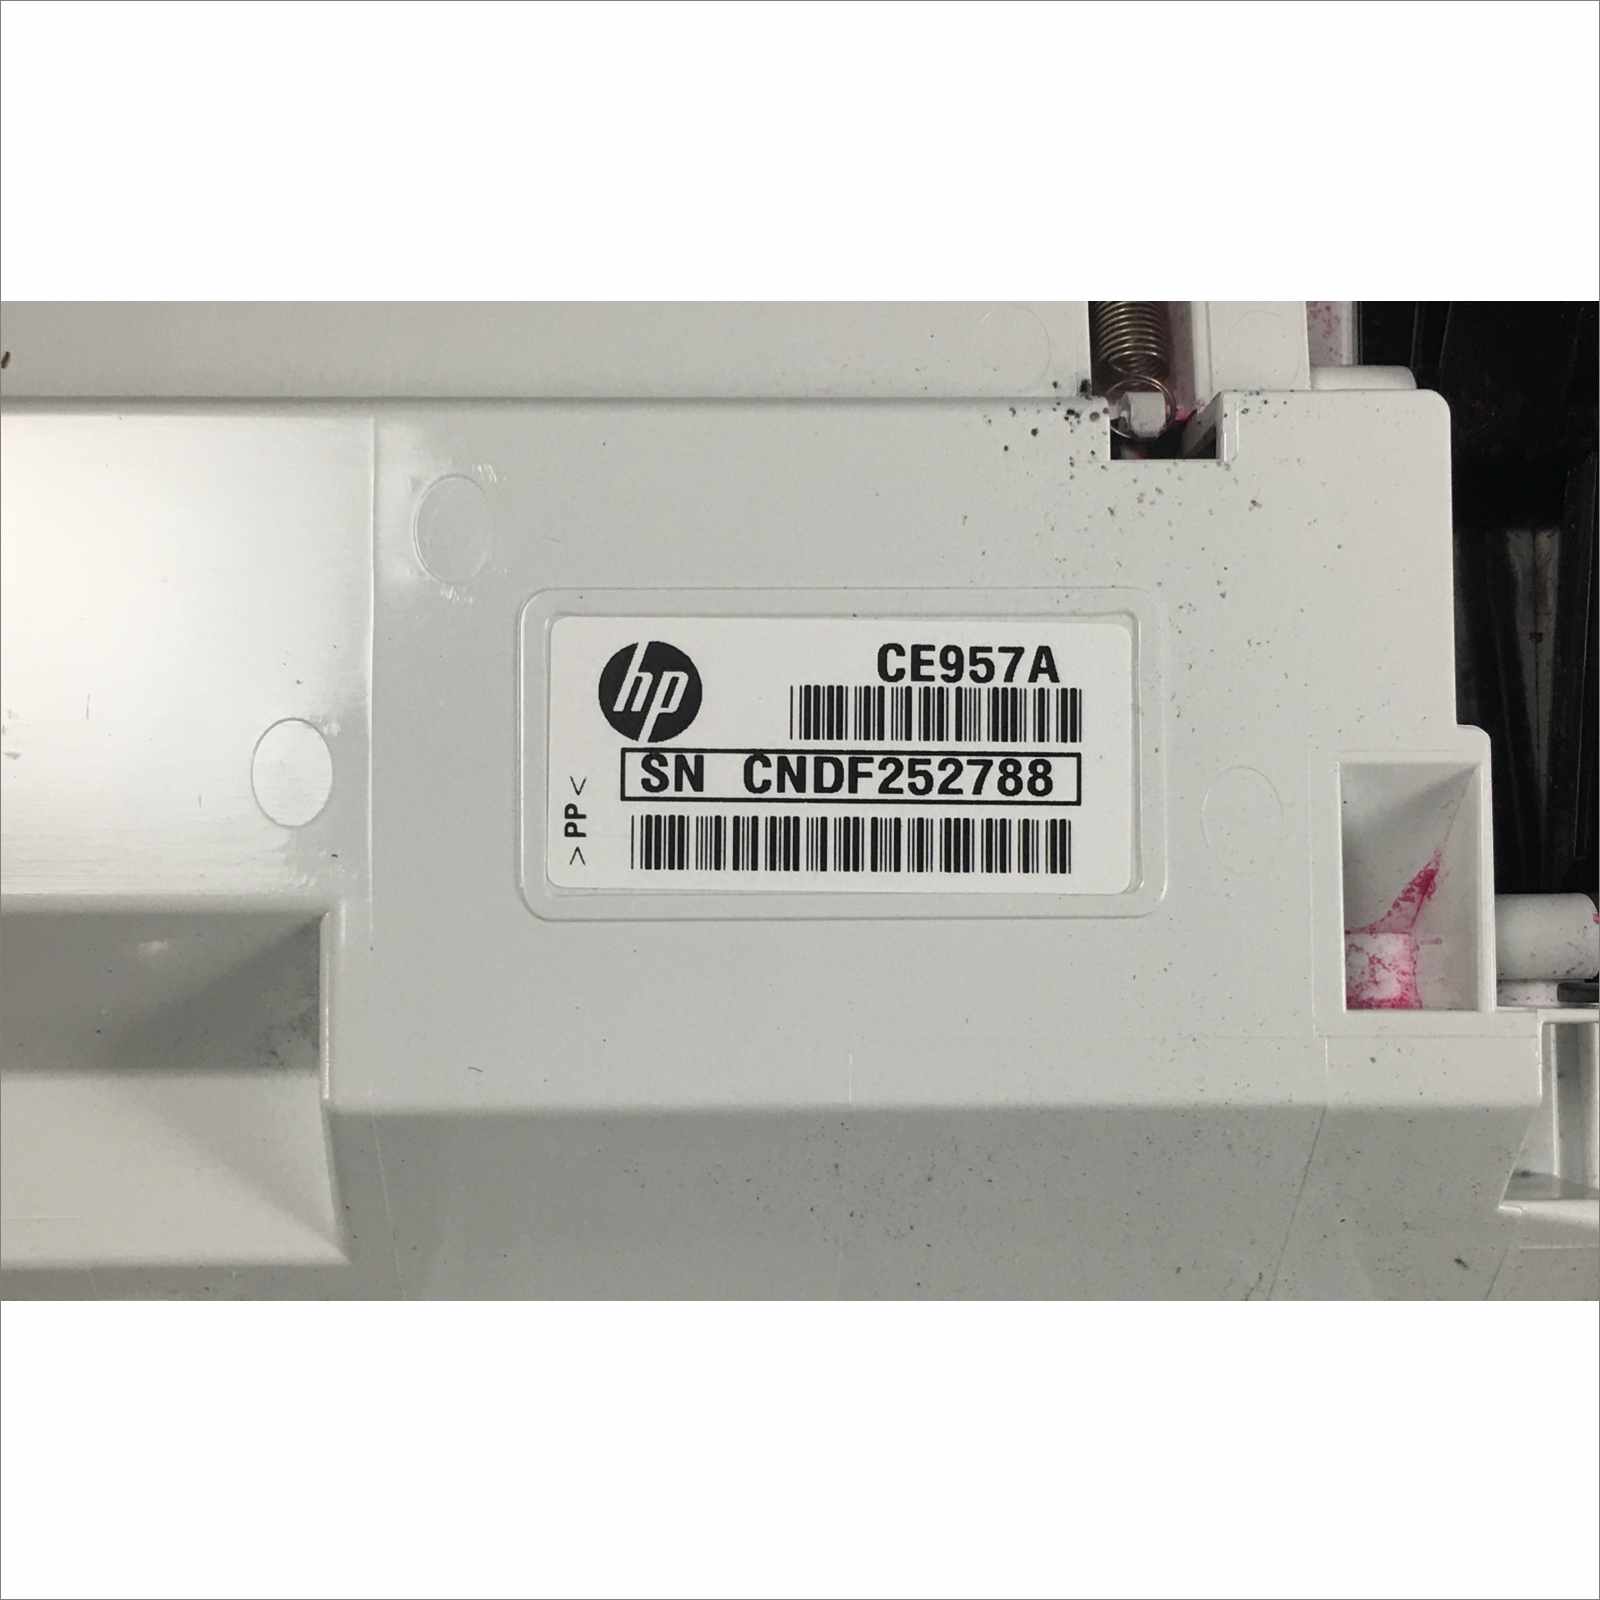 hp
CE957A
SN CNDF252788
>PP<